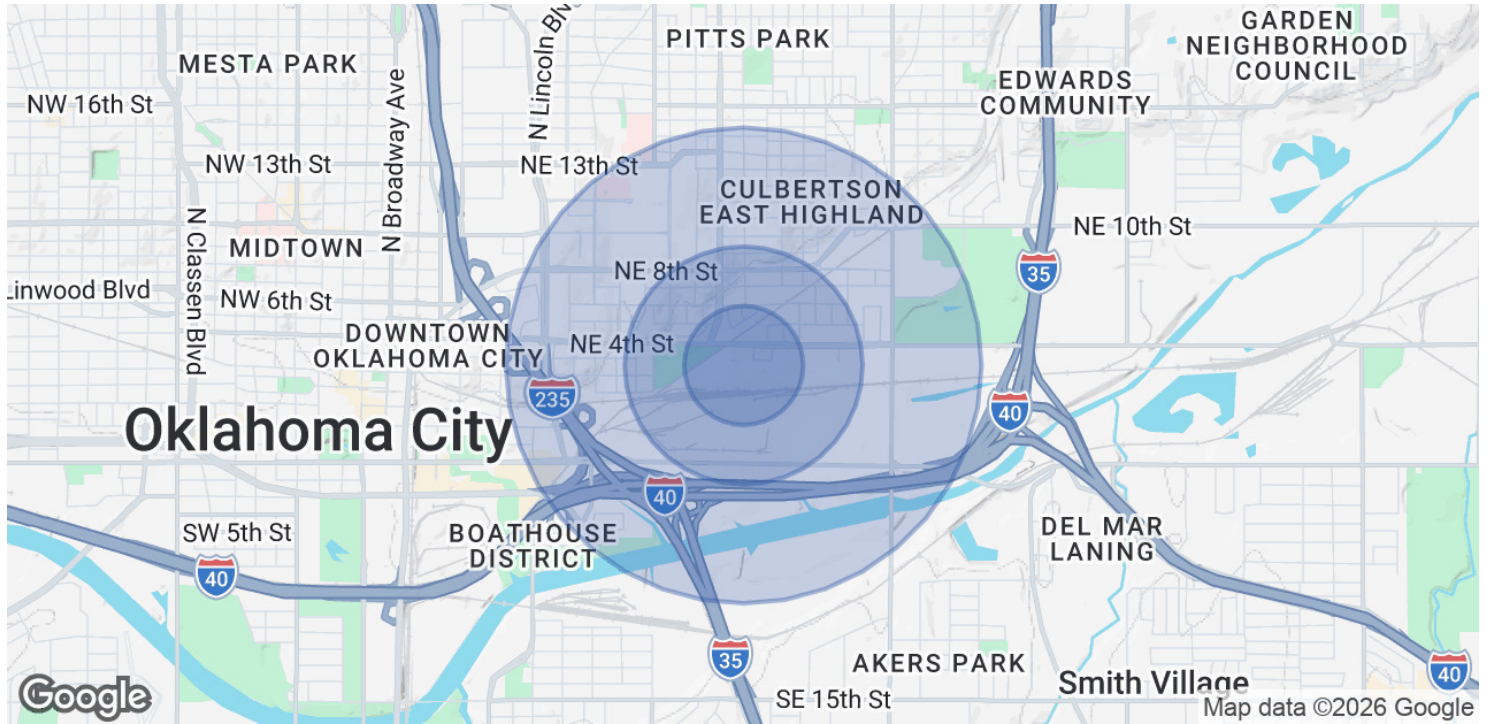 GARDEN
NEIGHBORHOOD
COUNCIL
PITTS PARK
MESTA PARK
EDWARDS
COMMUNITY
NW 16th St
N Broadway Ave
N Lincoln Blv
NW 13th St
NE 13th St
CULBERTSON
EAST HIGHLAND
N Classen Blvd
MIDTOWN
NE 10th St
NE 8th St
35
Linwood Blvd
NW 6th St
DOWNTOWN
OKLAHOMA CITY
NE 4th St
235
40
Oklahoma City
40
SW 5th St
BOATHOUSE
DISTRICT
DEL MAR
LANING
40
35
AKERS PARK
Smith Village
40
SE 15th St
Google
Map data ©2026 Google